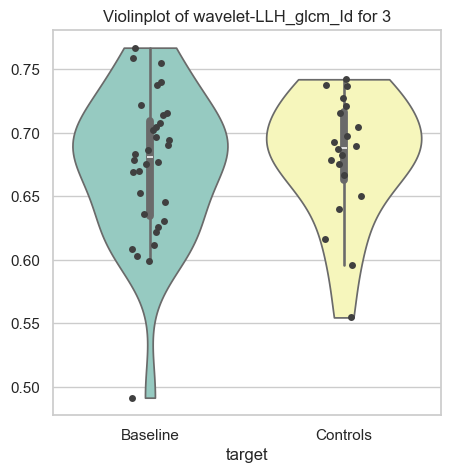 Violinplot of wavelet-LLH_glcm_Id for 3
0.75
0.70
0.65
0.60
0.55
0.50
Baseline
Controls
target